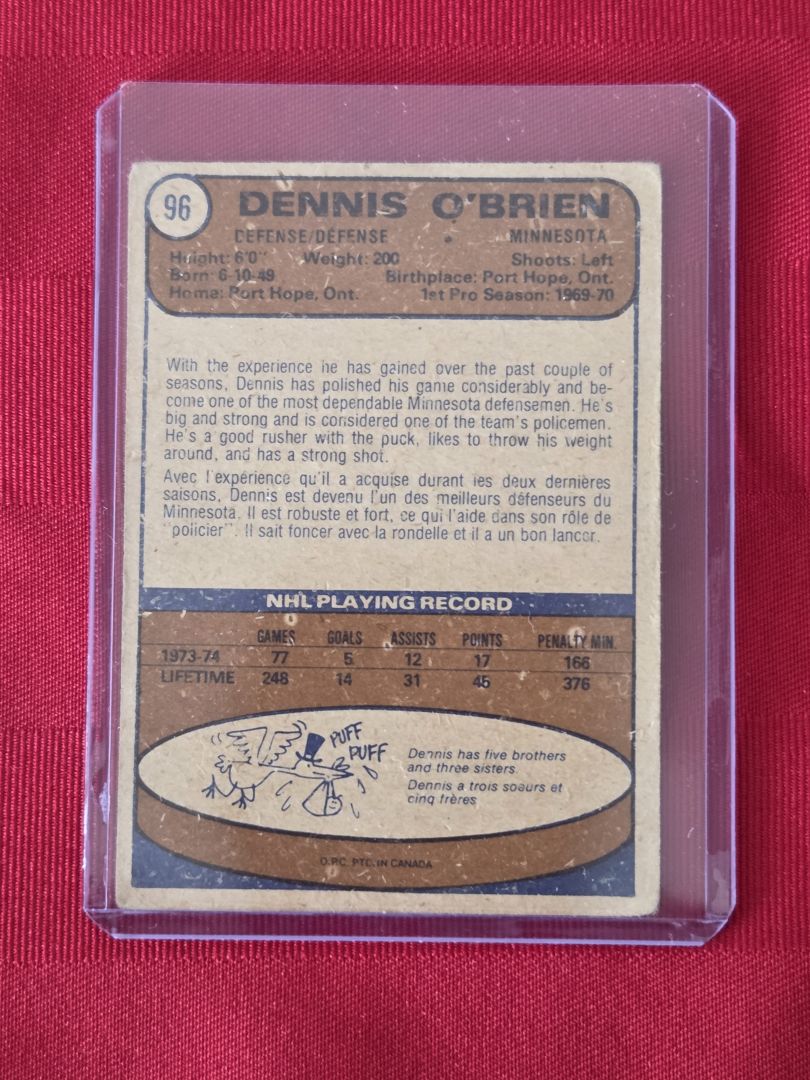 96 DENNIS O'BRIEN
DEFENSE/DÉFENSE • MINNESOTA
Height: 6'0" Weight: 200 Shoots: Left
Born: 6-10-49 Birthplace: Port Hope, Ont.
Home: Port Hope, Ont. 1st Pro Season: 1969-70
With the experience he has gained over the past couple of
seasons, Dennis has polished his game considerably and be-
come one of the most dependable Minnesota defensemen. He's
big and strong and is considered one of the team's policemen.
He's a good rusher with the puck, likes to throw his weight
around, and has a strong shot.
Avec l'expérience qu'il a acquise durant les deux dernières
saisons, Dennis est devenu l'un des meilleurs défenseurs du
Minnesota. Il est robuste et fort, ce qui l'aide dans son rôle de
"policier". Il sait foncer avec la rondelle et il a un bon lancer.
NHL PLAYING RECORD
GAMES GOALS ASSISTS POINTS PENALTY MIN.
1973-74 77 5 12 17 166
LIFETIME 248 14 31 45 376
PUFF
PUFF
Dennis has five brothers
and three sisters.
Dennis a trois soeurs et
cinq frères
O.P.C. PTD. IN CANADA